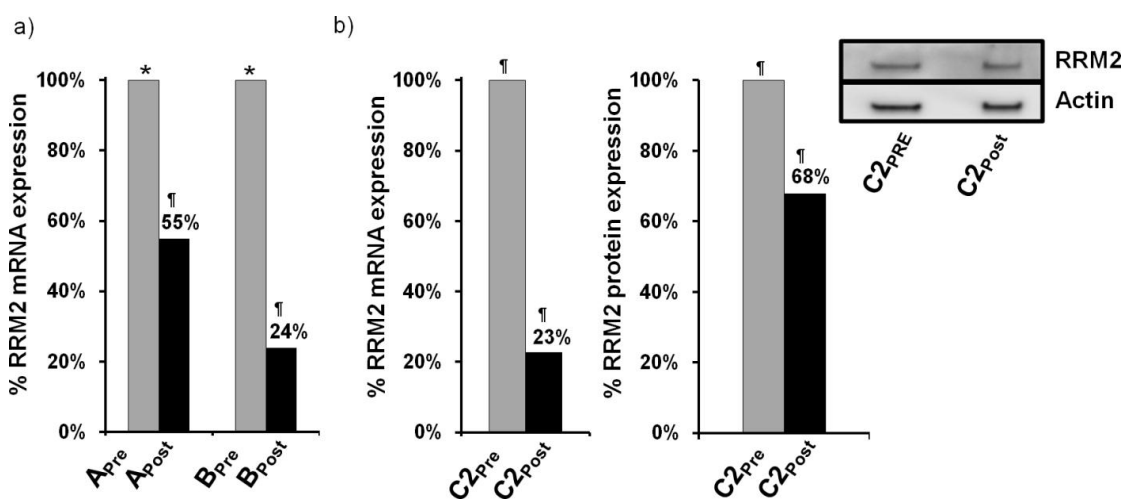 a)
% RRM2 mRNA expression
100%
80%
60%
40%
20%
0%
*
¶
55%
*
¶
24%
APre
APost
BPre
BPost
b)
% RRM2 mRNA expression
100%
80%
60%
40%
20%
0%
¶
¶
23%
C2Pre
C2Post
% RRM2 protein expression
100%
80%
60%
40%
20%
0%
¶
¶
68%
C2Pre
C2Post
RRM2
Actin
C2PRE
C2Post